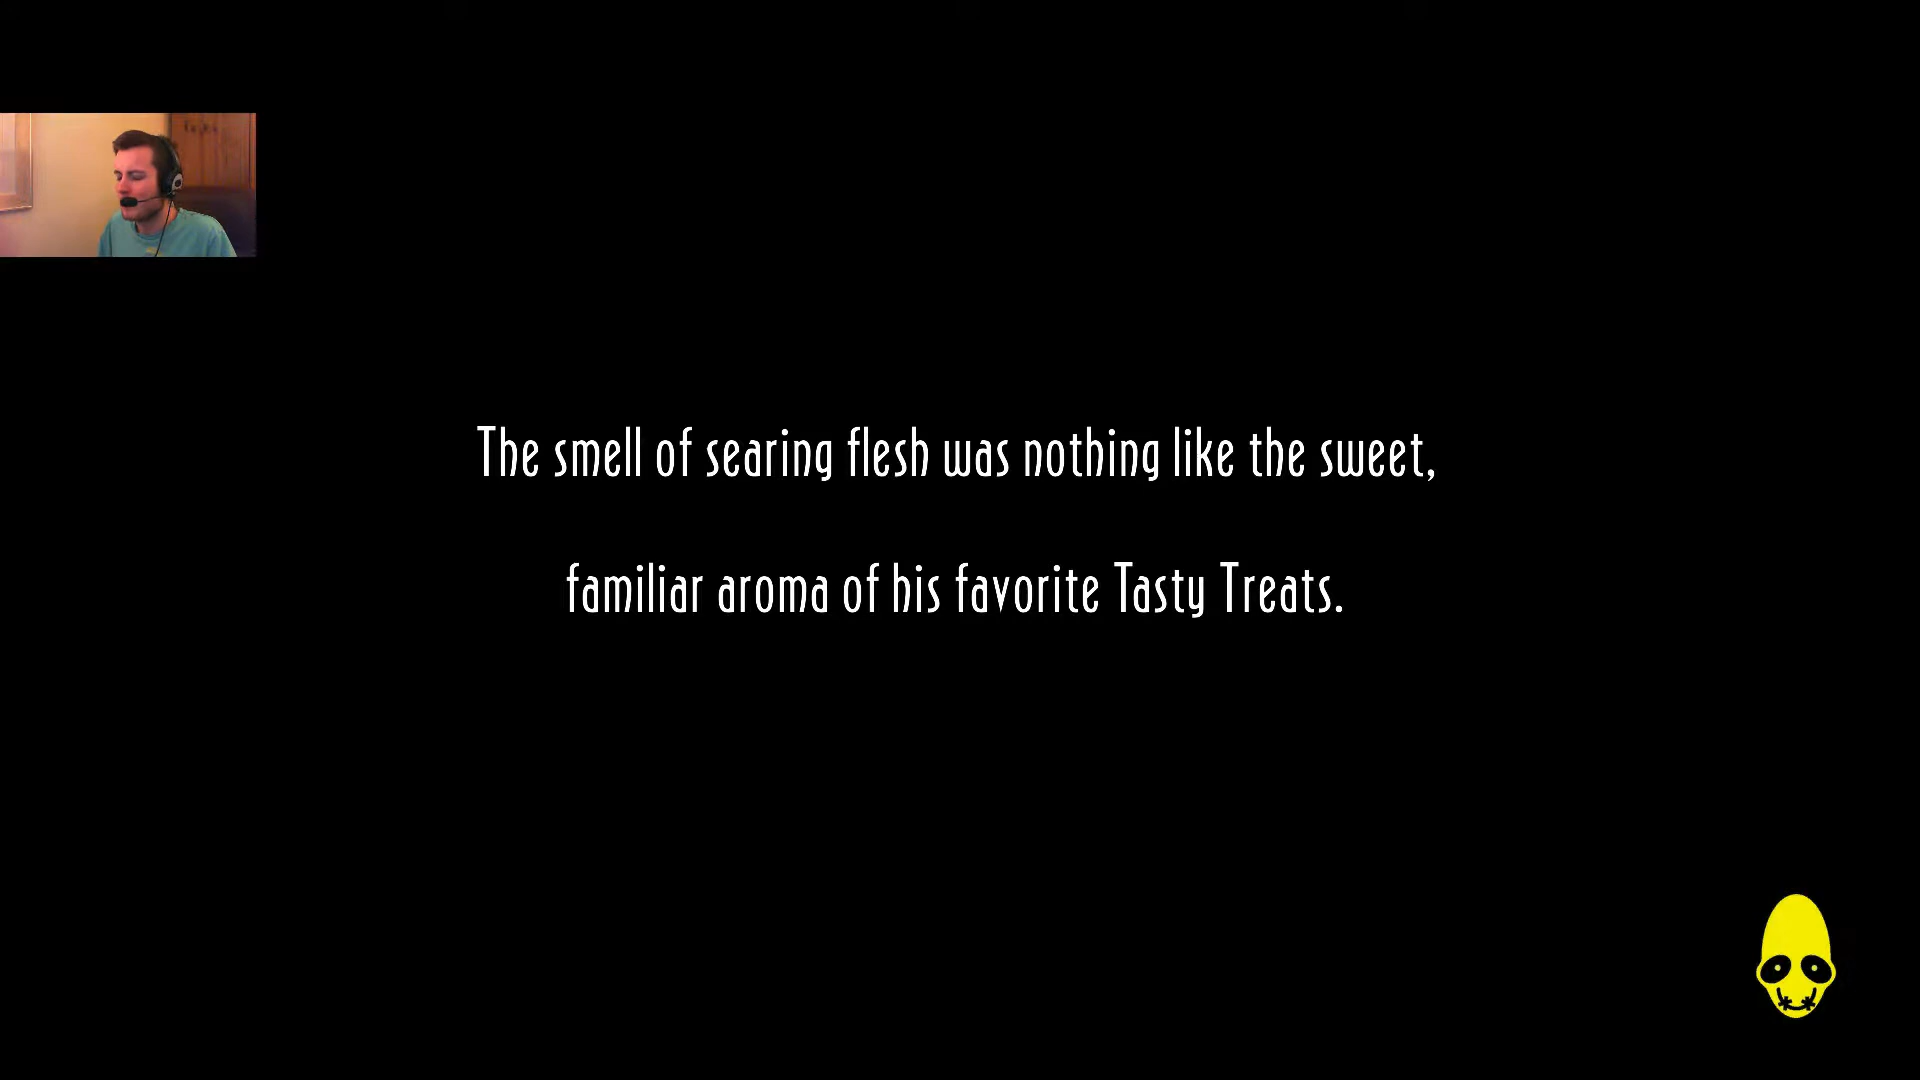 The smell of searing flesh was nothing like the sweet,
familiar aroma of his favorite Tasty Treats.